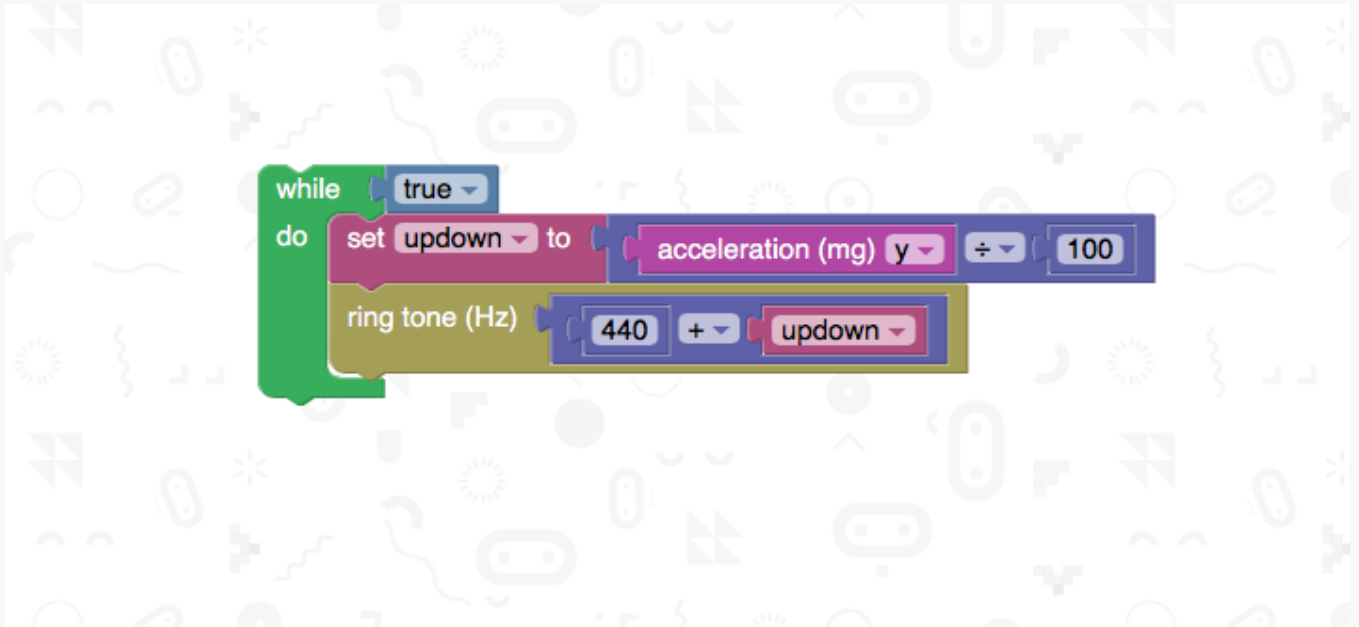 while true
do set updown to acceleration (mg) y ÷ 100
ring tone (Hz) 440 + updown